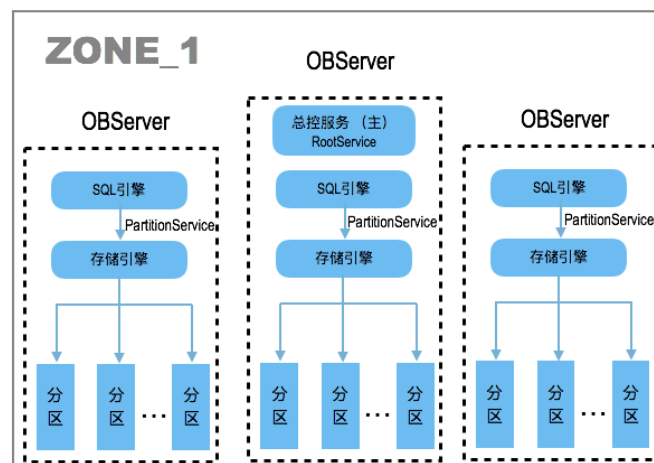 ZONE_1
OBServer
OBServer
OBServer
总控服务 （主）
RootService
SQL引擎
SQL引擎
SQL引擎
PartitionService
PartitionService
PartitionService
存储引擎
存储引擎
存储引擎
分区
分区
...
分区
分区
分区
...
分区
分区
分区
...
分区